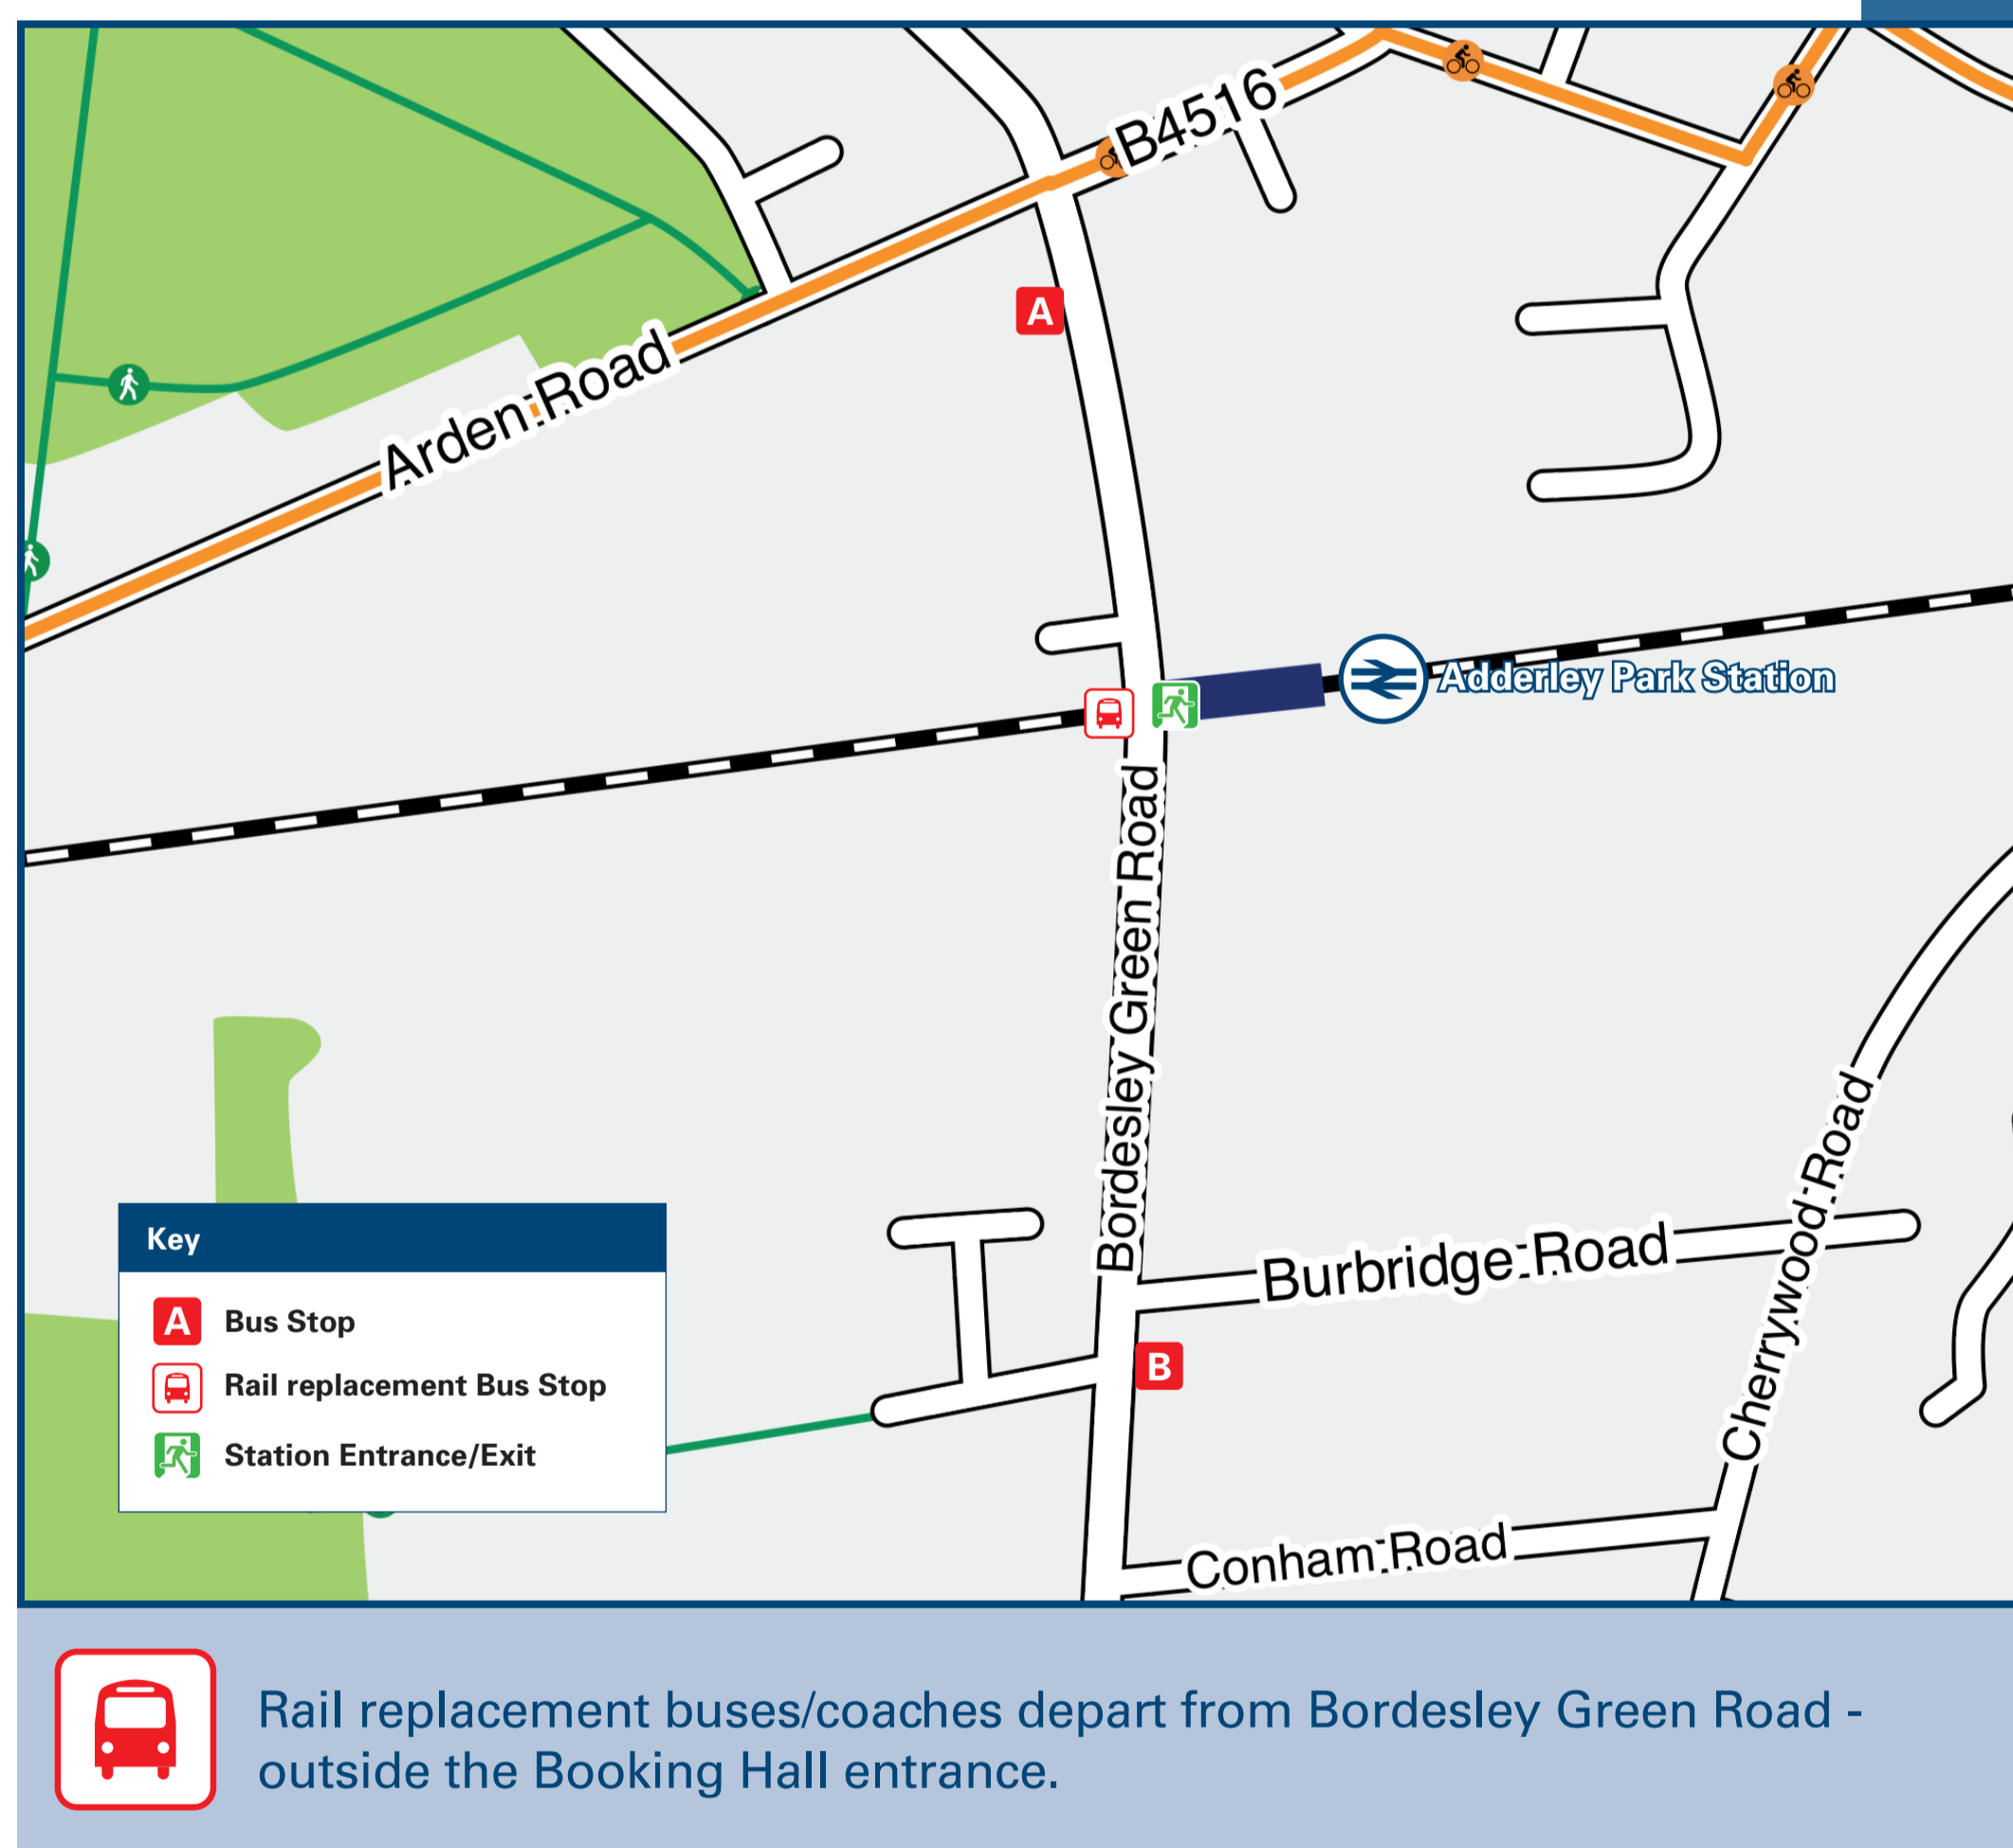 B4516
A
Arden Road
Adderley Park Station
Bordesley Green Road
Key
A Bus Stop
Rail replacement Bus Stop
Station Entrance/Exit
Burbridge Road
B
Cherrywood Road
Conham Road
Rail replacement buses/coaches depart from Bordesley Green Road -
outside the Booking Hall entrance.